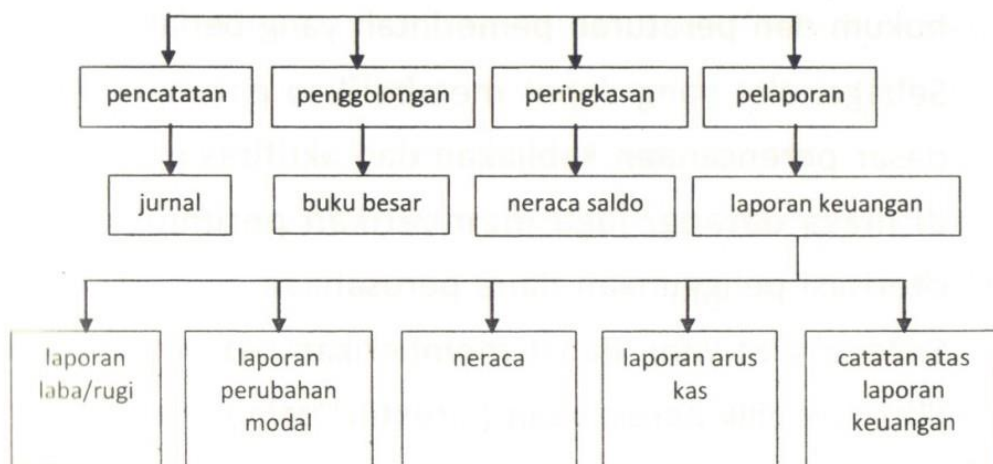 pencatatan penggolongan peringkasan pelaporan
jurnal buku besar neraca saldo laporan keuangan
laporan laba/rugi
laporan perubahan modal
neraca
laporan arus kas
catatan atas laporan keuangan